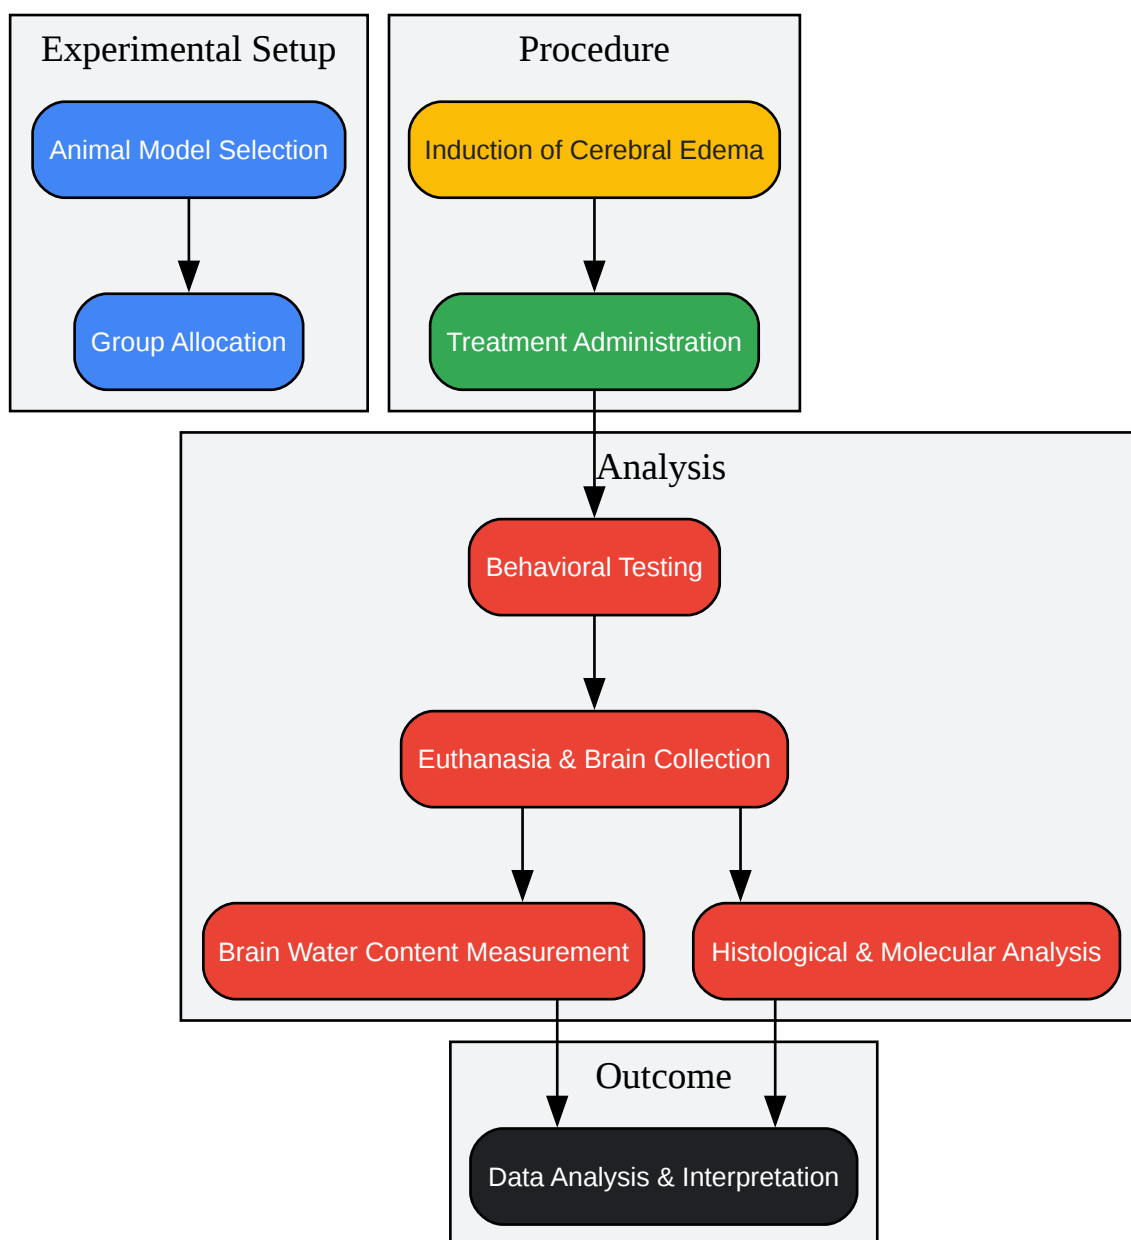 Experimental Setup
Animal Model Selection
Group Allocation
Procedure
Induction of Cerebral Edema
Treatment Administration
Analysis
Behavioral Testing
Euthanasia & Brain Collection
Brain Water Content Measurement
Histological & Molecular Analysis
Outcome
Data Analysis & Interpretation